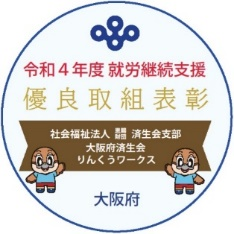 令和4年度 就労継続支援
優良取組表彰
社会福祉法人 恩賜財団 済生会支部
大阪府済生会
りんくうワークス
大阪府